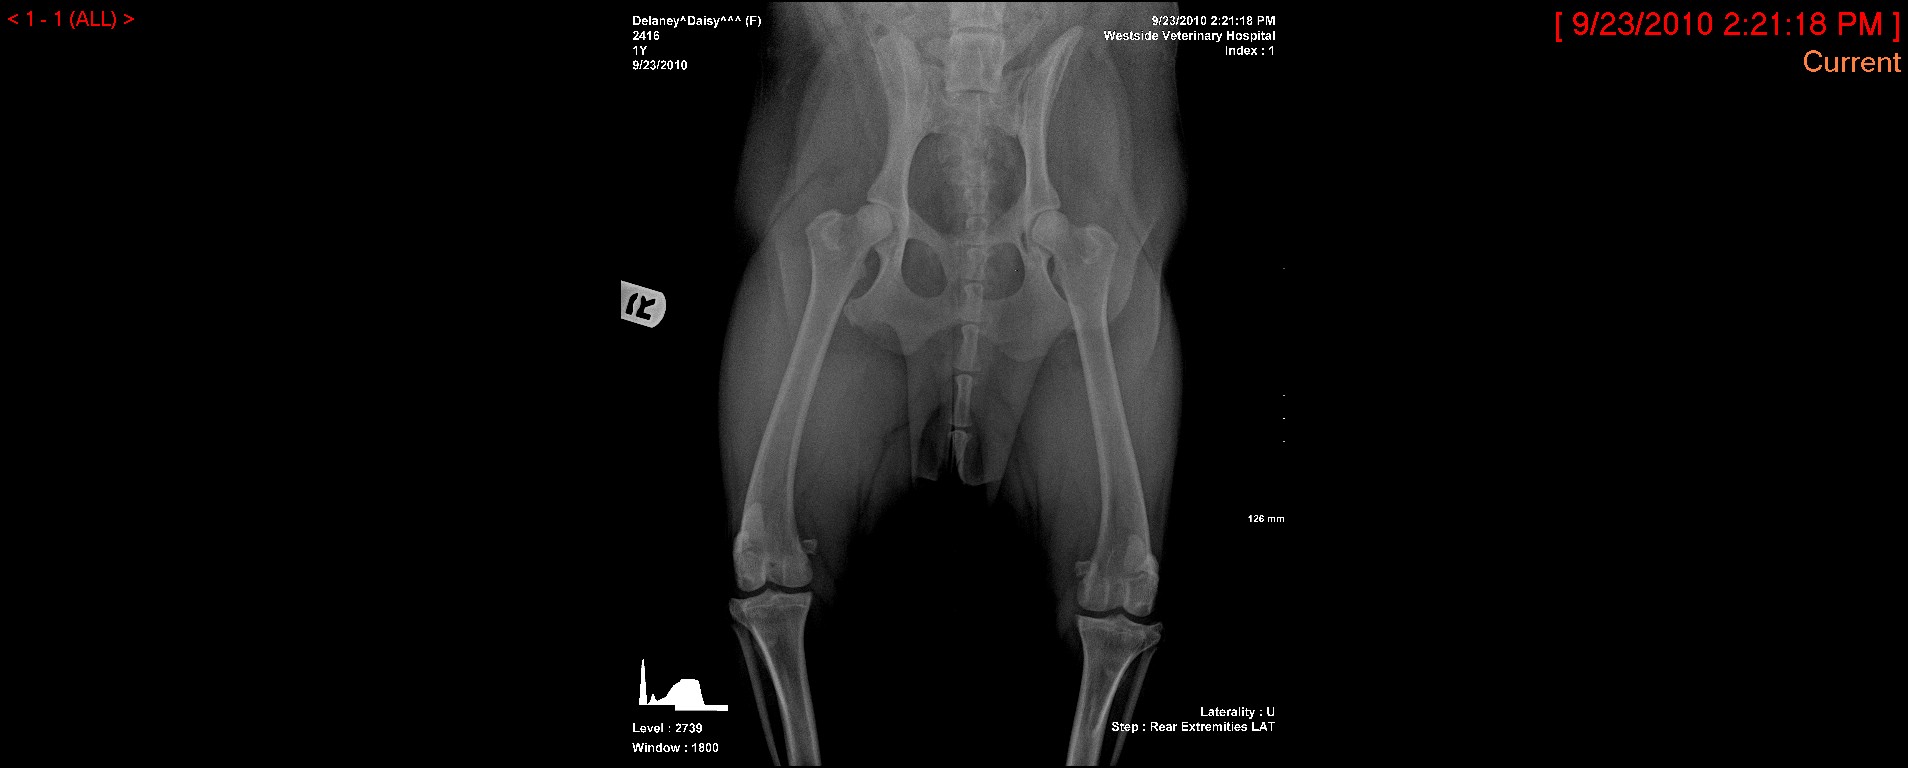 < 1 - 1 (ALL) >
Delaney^Daisy^^^ (F)
2416
1Y
9/23/2010
9/23/2010 2:21:18 PM
Westside Veterinary Hospital
Index : 1
[ 9/23/2010 2:21:18 PM ]
Current
R
126 mm
Level : 2739
Window : 1800
Laterality : U
Step : Rear Extremities LAT